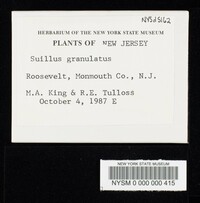 NYSd5162
HERBARIUM OF THE NEW YORK STATE MUSEUM
PLANTS OF NEW JERSEY
Suillus granulatus
Roosevelt, Monmouth Co., N.J.
M.A. King & R.E. Tulloss
October 4, 1987 E
NEW YORK STATE MUSEUM
NYSM 0 000 000 415